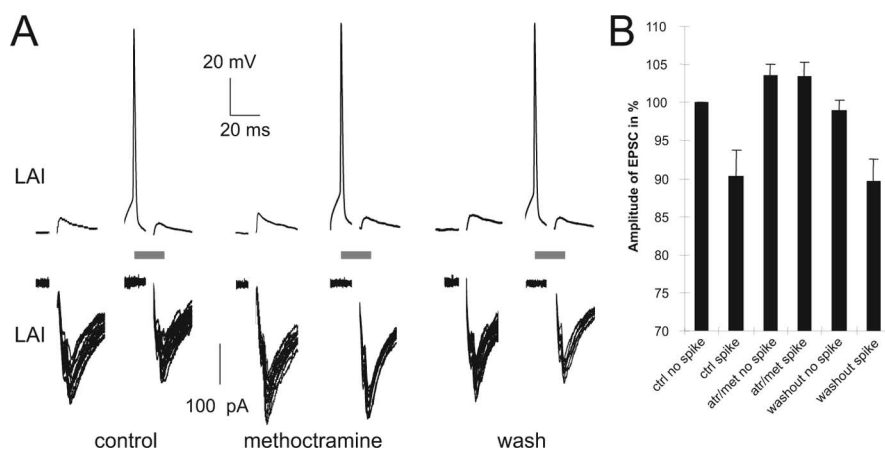 A
20 mV
20 ms
LAI
LAI
100 pA
control
methoctramine
wash
B
Amplitude of EPSC in %
110
105
100
95
90
85
80
75
70
ctrl no spike
ctrl spike
atr/met no spike
atr/met spike
washout no spike
washout spike